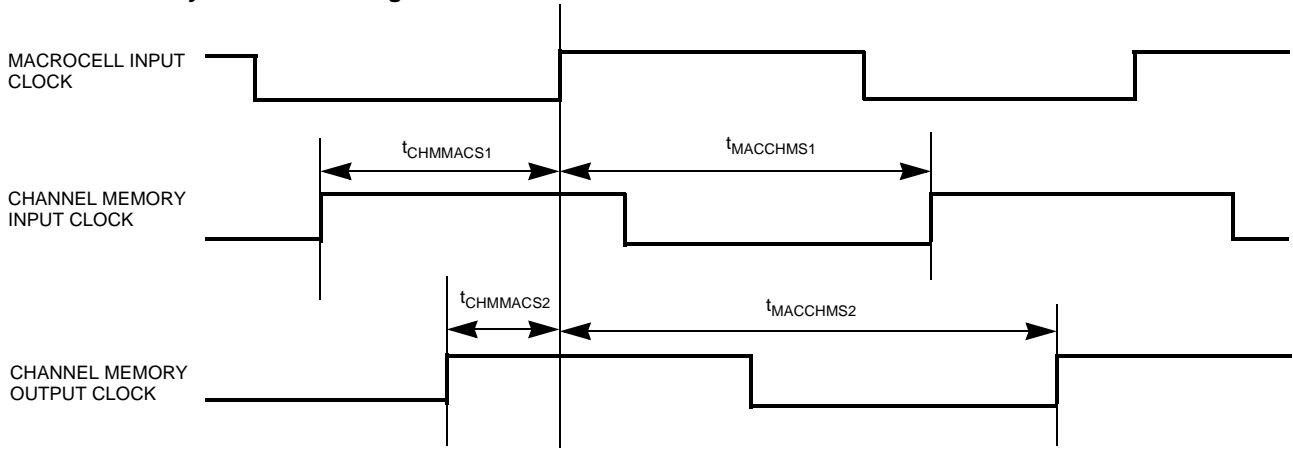 MACROCELL INPUT
CLOCK
tCHMMACS1
tMACCHMS1
CHANNEL MEMORY
INPUT CLOCK
tCHMMACS2
tMACCHMS2
CHANNEL MEMORY
OUTPUT CLOCK